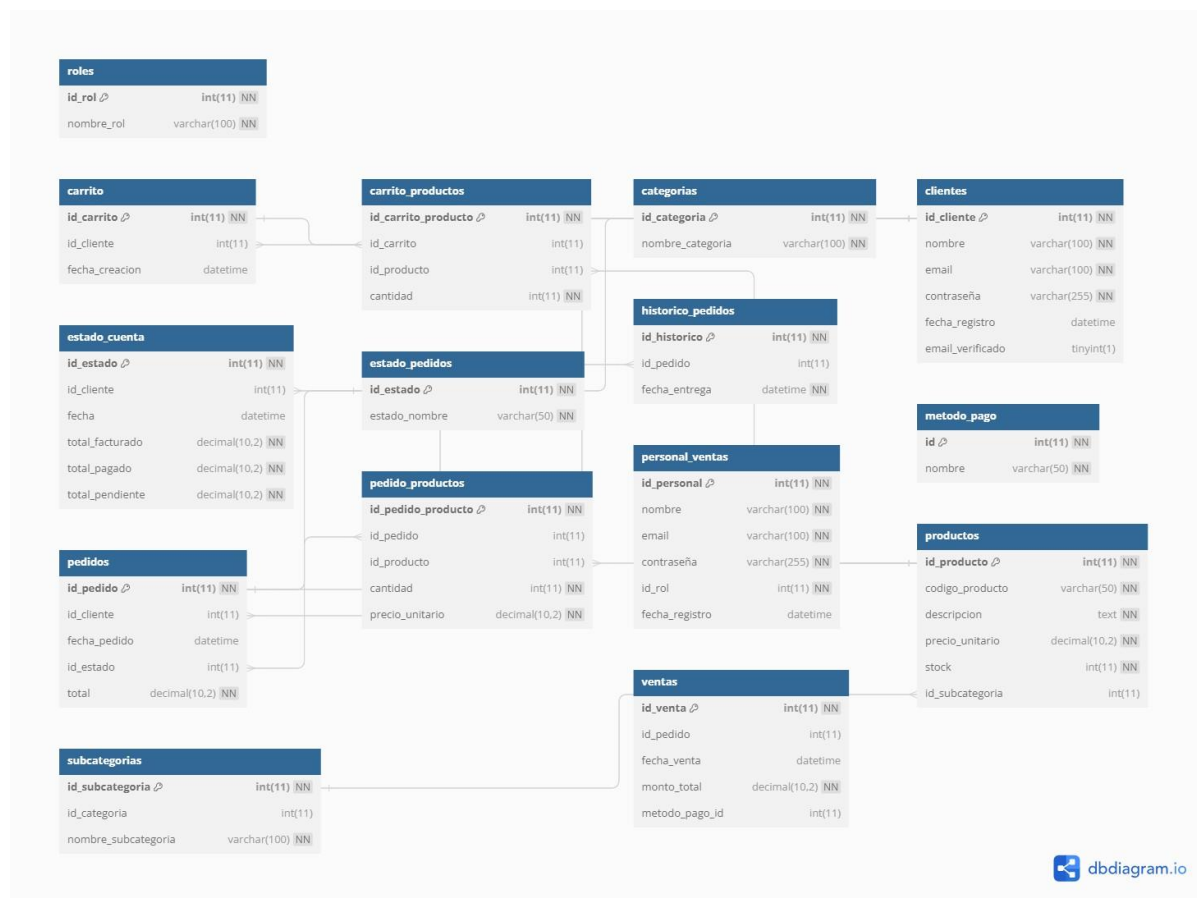 roles
id_rol int(11) NN
nombre_rol varchar(100) NN
carrito
id_carrito int(11) NN
id_cliente int(11)
fecha_creacion datetime
carrito_productos
id_carrito_producto int(11) NN
id_carrito int(11)
id_producto int(11)
cantidad int(11) NN
categorias
id_categoria int(11) NN
nombre_categoria varchar(100) NN
clientes
id_cliente int(11) NN
nombre varchar(100) NN
email varchar(100) NN
contraseña varchar(255) NN
fecha_registro datetime
email_verificado tinyint(1)
estado_cuenta
id_estado int(11) NN
id_cliente int(11)
fecha datetime
total_facturado decimal(10,2) NN
total_pagado decimal(10,2) NN
total_pendiente decimal(10,2) NN
estado_pedidos
id_estado int(11) NN
estado_nombre varchar(50) NN
historico_pedidos
id_historico int(11) NN
id_pedido int(11)
fecha_entrega datetime NN
metodo_pago
id int(11) NN
nombre varchar(50) NN
pedidos
id_pedido int(11) NN
id_cliente int(11)
fecha_pedido datetime
id_estado int(11)
total decimal(10,2) NN
pedido_productos
id_pedido_producto int(11) NN
id_pedido int(11)
id_producto int(11)
cantidad int(11) NN
precio_unitario decimal(10,2) NN
personal_ventas
id_personal int(11) NN
nombre varchar(100) NN
email varchar(100) NN
contraseña varchar(255) NN
id_rol int(11) NN
fecha_registro datetime
productos
id_producto int(11) NN
codigo_producto varchar(50) NN
descripcion text NN
precio_unitario decimal(10,2) NN
stock int(11) NN
id_subcategoria int(11)
subcategorias
id_subcategoria int(11) NN
id_categoria int(11)
nombre_subcategoria varchar(100) NN
ventas
id_venta int(11) NN
id_pedido int(11)
fecha_venta datetime
monto_total decimal(10,2) NN
metodo_pago_id int(11)
dbdiagram.io